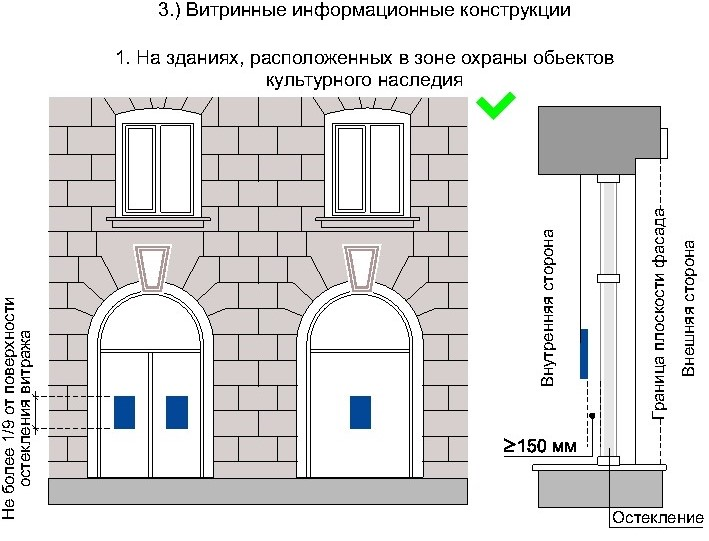 3.) Витринные информационные конструкции
1. На зданиях, расположенных в зоне охраны обьектов
культурного наследия
Не более 1/9 от поверхности
остекления витража
Внутренняя сторона
Граница плоскости фасада
Внешняя сторона
≥150 мм
Остекление